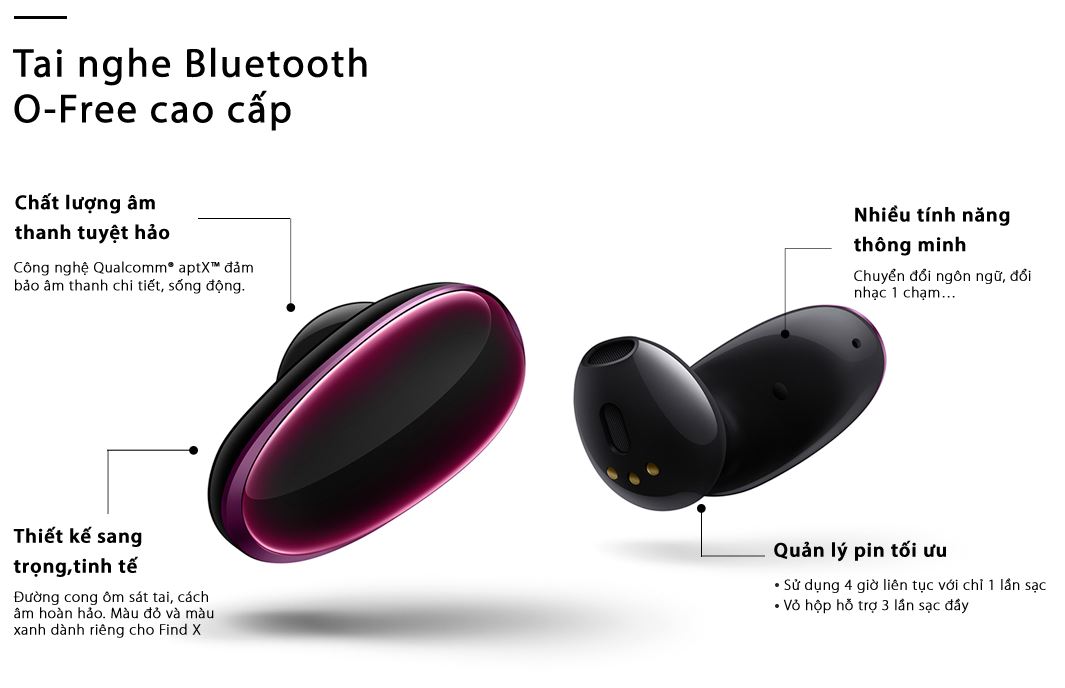 Tai nghe Bluetooth
O-Free cao cấp
Chất lượng âm
thanh tuyệt hảo
Công nghệ Qualcomm® aptX™ đảm
bảo âm thanh chi tiết, sống động.
Nhiều tính năng
thông minh
Chuyển đổi ngôn ngữ, đổi
nhạc 1 chạm...
Thiết kế sang
trọng,tinh tế
Đường cong ôm sát tai, cách
âm hoàn hảo. Màu đỏ và màu
xanh dành riêng cho Find X
Quản lý pin tối ưu
• Sử dụng 4 giờ liên tục với chỉ 1 lần sạc
• Vỏ hộp hỗ trợ 3 lần sạc đầy